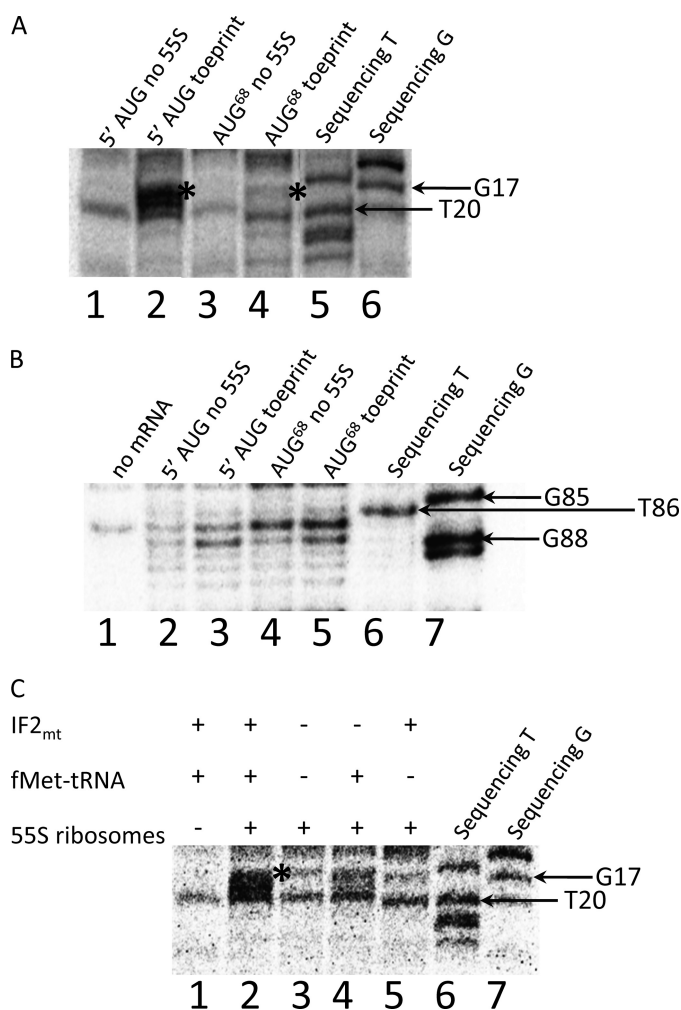 A
5′ AUG no 55S
5′ AUG toeprint
AUG⁶⁸ no 55S
AUG⁶⁸ toeprint
Sequencing T
Sequencing G
*
*
G17
T20
1 2 3 4 5 6
B
no mRNA
5′ AUG no 55S
5′ AUG toeprint
AUG⁶⁸ no 55S
AUG⁶⁸ toeprint
Sequencing T
Sequencing G
G85
T86
G88
1 2 3 4 5 6 7
C
IF2mt + + - - +
fMet-tRNA + + - + -
55S ribosomes - + + + +
Sequencing T
Sequencing G
*
G17
T20
1 2 3 4 5 6 7